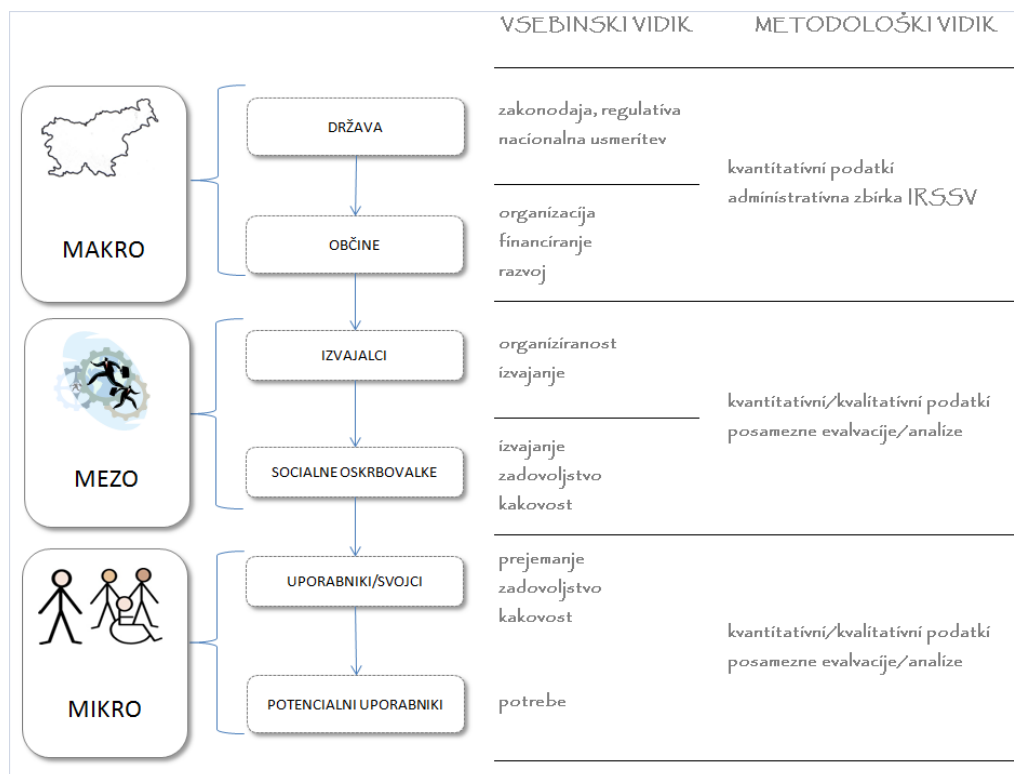 VSEBINSKI VIDIK
METODOLOŠKI VIDIK
MAKRO
DRŽAVA
zakonodaja, regulativa
nacionalna usmeritev
OBČINE
organizacija
financiranje
razvoj
kvantitativni podatki
administrativna zbirka IRSSV
MEZO
IZVAJALCI
organiziranost
izvajanje
SOCIALNE OSKRBOVALKE
izvajanje
zadovoljstvo
kakovost
kvantitativni/kvalitativni podatki
posamezne evalvacije/analize
MIKRO
UPORABNIKI/SVOJCI
prejemanje
zadovoljstvo
kakovost
POTENCIALNI UPORABNIKI
potrebe
kvantitativni/kvalitativni podatki
posamezne evalvacije/analize